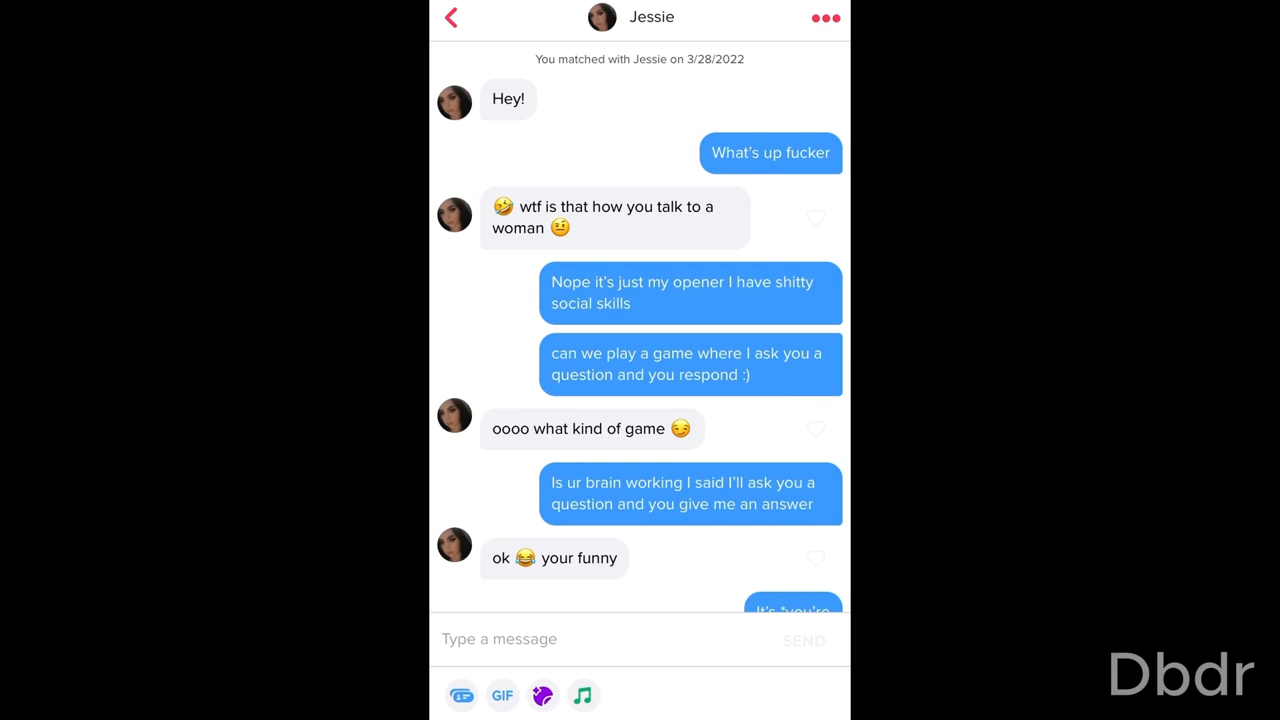 Jessie
You matched with Jessie on 3/28/2022
Hey!
What's up fucker
🤣 wtf is that how you talk to a
woman 🤨
Nope it's just my opener I have shitty
social skills
can we play a game where I ask you a
question and you respond :)
oooo what kind of game 😏
Is ur brain working I said I'll ask you a
question and you give me an answer
ok 😂 your funny
It's *you're
Type a message
SEND
GIF
Dbdr